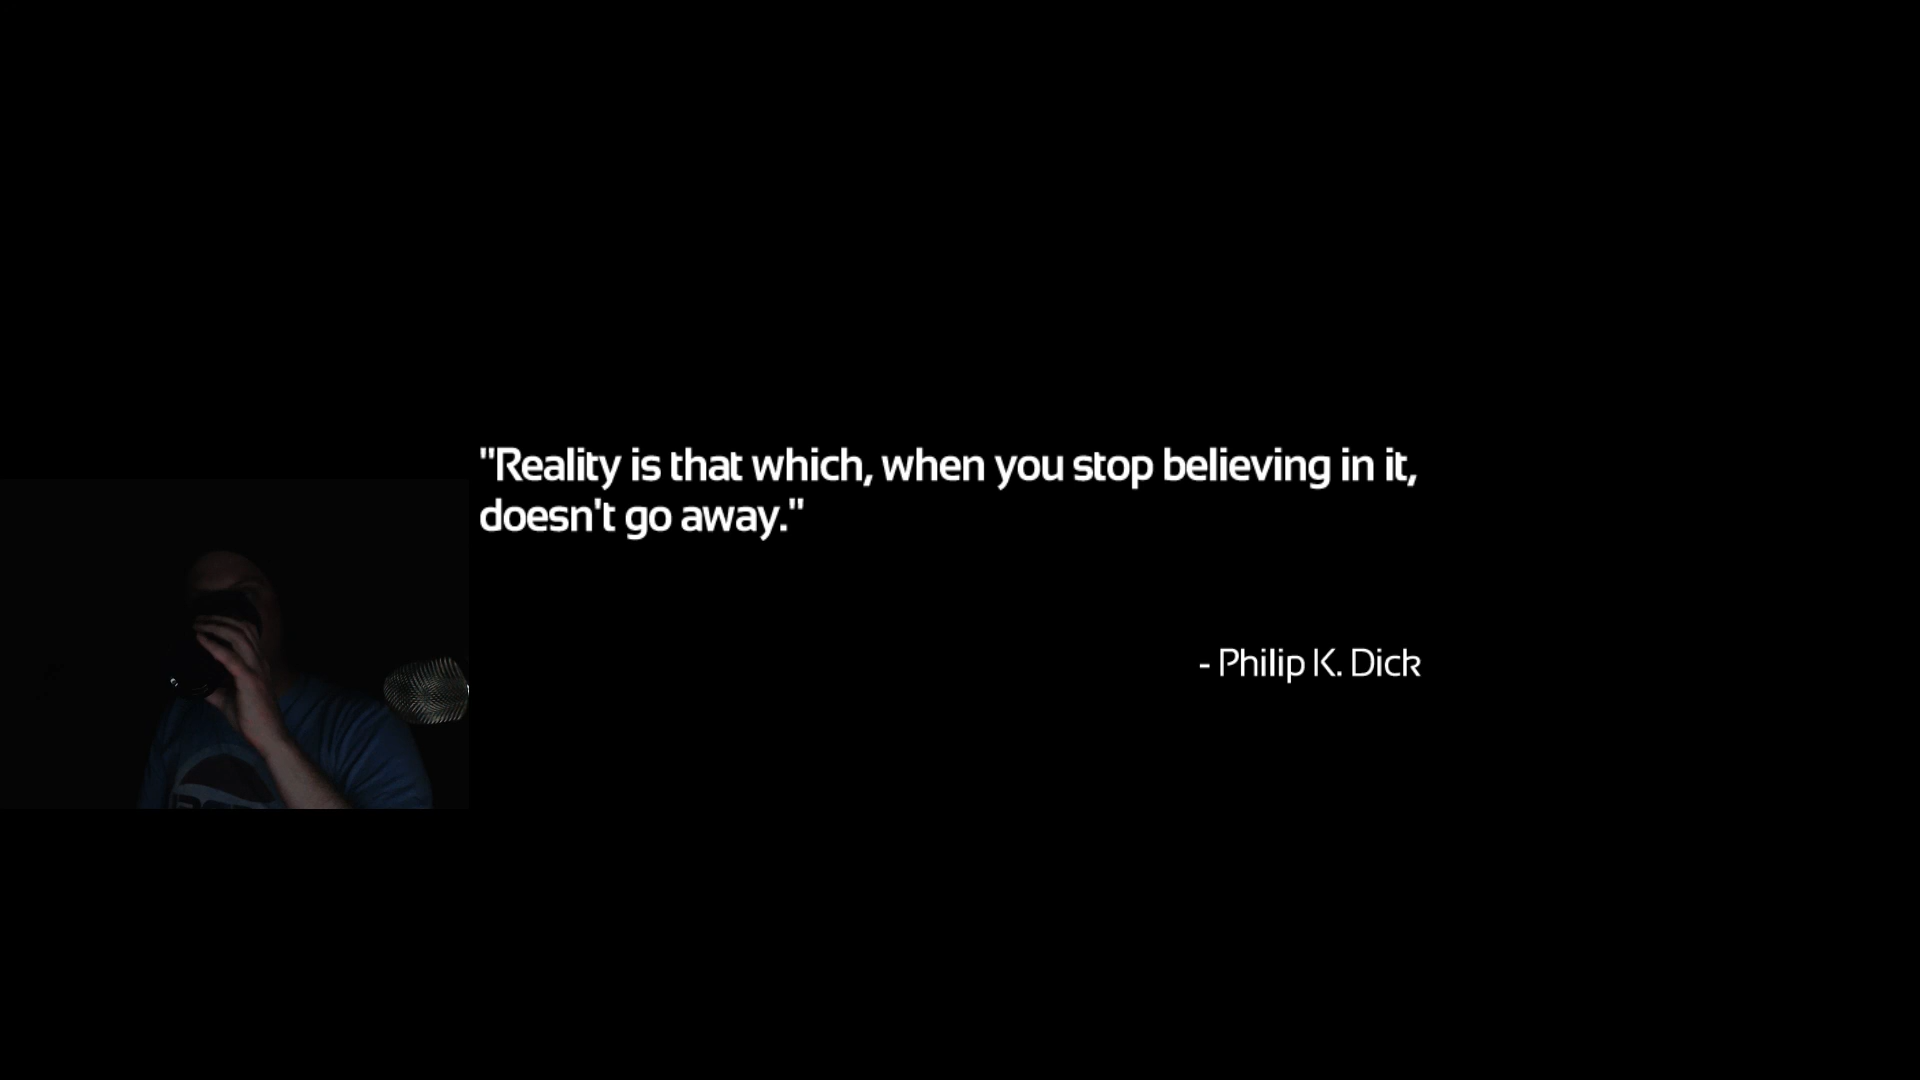 "Reality is that which, when you stop believing in it,
doesn't go away."
- Philip K. Dick